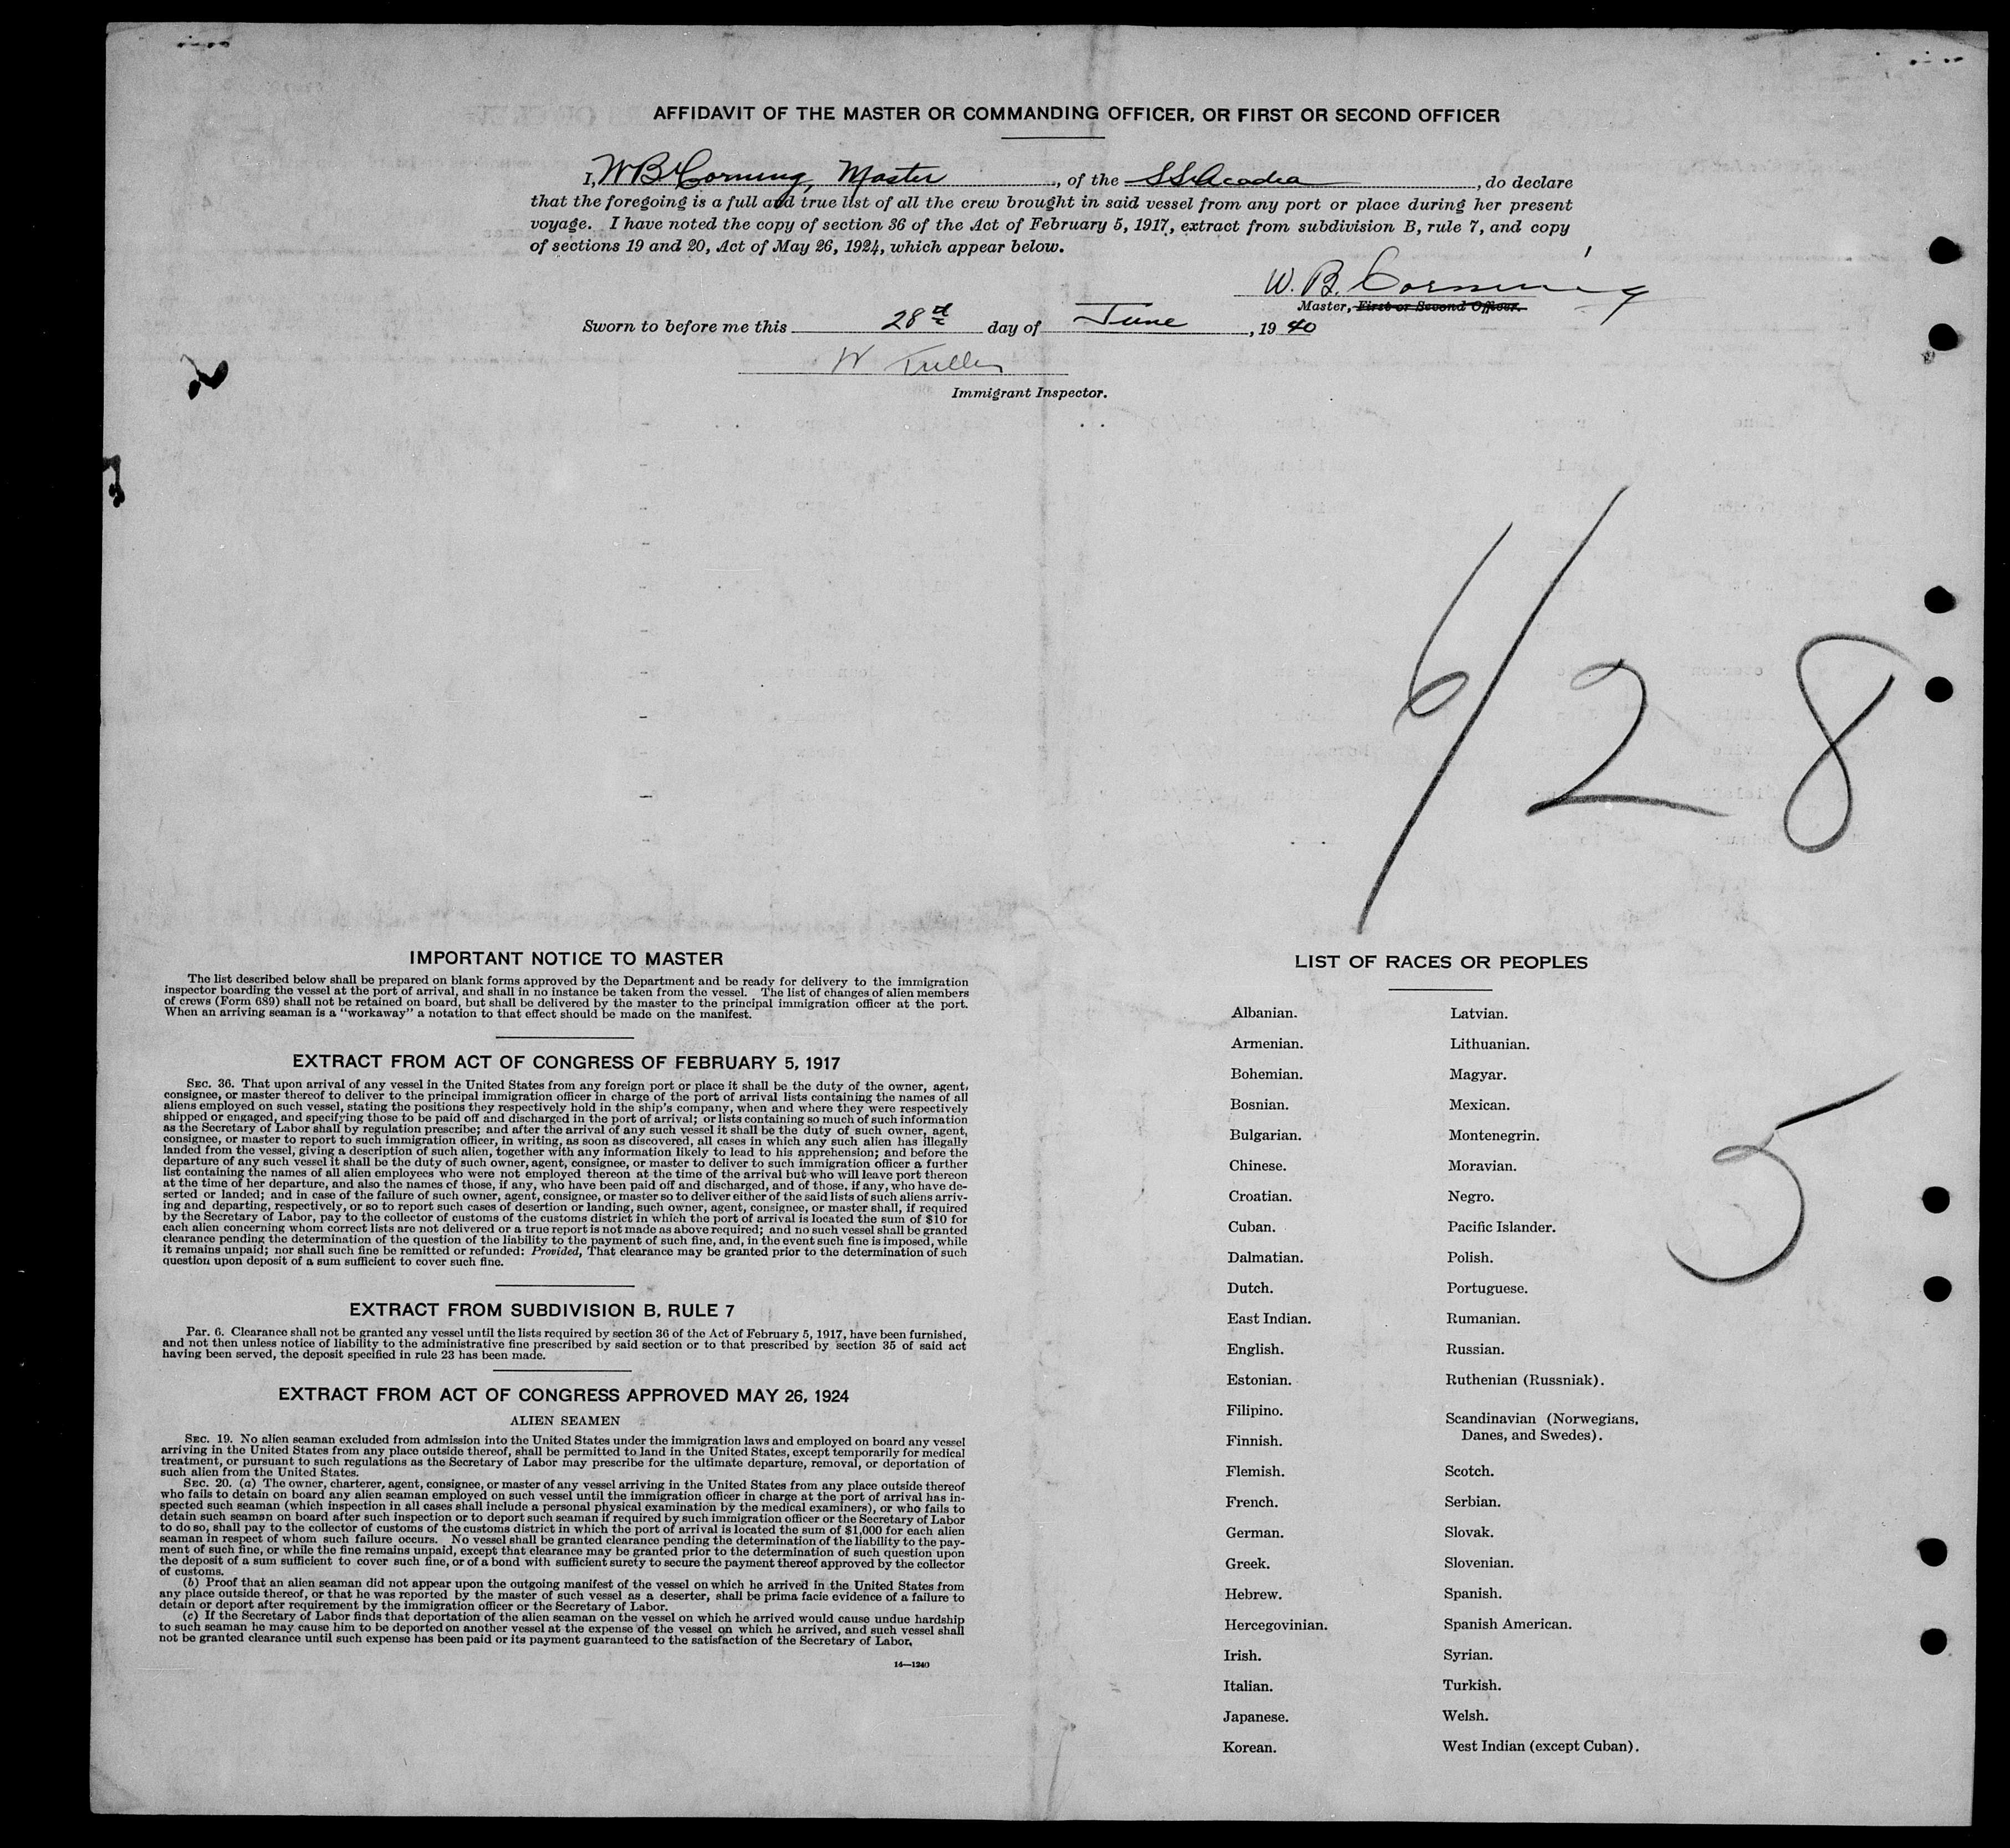 AFFIDAVIT OF THE MASTER OR COMMANDING OFFICER, OR FIRST OR SECOND OFFICER
I, W B Corning, Master, of the SS Acadia, do declare
that the foregoing is a full and true list of all the crew brought in said vessel from any port or place during her present
voyage. I have noted the copy of section 36 of the Act of February 5, 1917, extract from subdivision B, rule 7, and copy
of sections 19 and 20, Act of May 26, 1924, which appear below.
W. B. Corning
Master, First or Second Officer.
Sworn to before me this 28th day of June, 1940
W
Immigrant Inspector.
6/28
IMPORTANT NOTICE TO MASTER
The list described below shall be prepared on blank forms approved by the Department and be ready for delivery to the immigration
inspector boarding the vessel at the port of arrival, and shall in no instance be taken from the vessel. The list of changes of alien members
of crews (Form 689) shall not be retained on board, but shall be delivered by the master to the principal immigration officer at the port.
When an arriving seaman is a "workaway" a notation to that effect should be made on the manifest.
EXTRACT FROM ACT OF CONGRESS OF FEBRUARY 5, 1917
SEC. 36. That upon arrival of any vessel in the United States from any foreign port or place it shall be the duty of the owner, agent,
consignee, or master thereof to deliver to the principal immigration officer in charge of the port of arrival lists containing the names of all
aliens employed on such vessel, stating the positions they respectively hold in the ship's company, when and where they were respectively
shipped or engaged, and specifying those to be paid off and discharged in the port of arrival; or lists containing so much of such information
as the Secretary of Labor shall by regulation prescribe; and after the arrival of any such vessel it shall be the duty of such owner, agent,
consignee, or master to report to such immigration officer, in writing, as soon as discovered, all cases in which any such alien has illegally
landed from the vessel, giving a description of such alien, together with any information likely to lead to his apprehension; and before the
departure of any such vessel it shall be the duty of such owner, agent, consignee, or master to deliver to such immigration officer a further
list containing the names of all alien employees who were not employed thereon at the time of the arrival but who will leave port thereon
at the time of her departure, and also the names of those, if any, who have been paid off and discharged, and of those, if any, who have de-
serted or landed; and in case of the failure of such owner, agent, consignee, or master so to deliver either of the said lists of such aliens arriv-
ing and departing, respectively, or so to report such cases of desertion or landing, such owner, agent, consignee, or master shall, if required
by the Secretary of Labor, pay to the collector of customs of the customs district in which the port of arrival is located the sum of $10 for
each alien concerning whom correct lists are not delivered or a true report is not made as above required; and no such vessel shall be granted
clearance pending the determination of the question of the liability to the payment of such fine, and, in the event such fine is imposed, while
it remains unpaid; nor shall such fine be remitted or refunded: Provided, That clearance may be granted prior to the determination of such
question upon deposit of a sum sufficient to cover such fine.
EXTRACT FROM SUBDIVISION B, RULE 7
Par. 6. Clearance shall not be granted any vessel until the lists required by section 36 of the Act of February 5, 1917, have been furnished,
and not then unless notice of liability to the administrative fine prescribed by said section or to that prescribed by section 35 of said act
having been served, the deposit specified in rule 23 has been made.
EXTRACT FROM ACT OF CONGRESS APPROVED MAY 26, 1924
ALIEN SEAMEN
SEC. 19. No alien seaman excluded from admission into the United States under the immigration laws and employed on board any vessel
arriving in the United States from any place outside thereof, shall be permitted to land in the United States, except temporarily for medical
treatment, or pursuant to such regulations as the Secretary of Labor may prescribe for the ultimate departure, removal, or deportation of
such alien from the United States.
SEC. 20. (a) The owner, charterer, agent, consignee, or master of any vessel arriving in the United States from any place outside thereof
who fails to detain on board any alien seaman employed on such vessel until the immigration officer in charge at the port of arrival has in-
spected such seaman (which inspection in all cases shall include a personal physical examination by the medical examiners), or who fails to
detain such seaman on board after such inspection or to deport such seaman if required by such immigration officer or the Secretary of Labor
to do so, shall pay to the collector of customs of the customs district in which the port of arrival is located the sum of $1,000 for each alien
seaman in respect of whom such failure occurs. No vessel shall be granted clearance pending the determination of the liability to the pay-
ment of such fine, or while the fine remains unpaid, except that clearance may be granted prior to the determination of such question upon
the deposit of a sum sufficient to cover such fine, or of a bond with sufficient surety to secure the payment thereof approved by the collector
of customs.
(b) Proof that an alien seaman did not appear upon the outgoing manifest of the vessel on which he arrived in the United States from
any place outside thereof, or that he was reported by the master of such vessel as a deserter, shall be prima facie evidence of a failure to
detain or deport after requirement by the immigration officer or the Secretary of Labor.
(c) If the Secretary of Labor finds that deportation of the alien seaman on the vessel on which he arrived would cause undue hardship
to such seaman he may cause him to be deported on another vessel at the expense of the vessel on which he arrived, and such vessel shall
not be granted clearance until such expense has been paid or its payment guaranteed to the satisfaction of the Secretary of Labor.
14—1240
LIST OF RACES OR PEOPLES
Albanian.
Armenian.
Bohemian.
Bosnian.
Bulgarian.
Chinese.
Croatian.
Cuban.
Dalmatian.
Dutch.
East Indian.
English.
Estonian.
Filipino.
Finnish.
Flemish.
French.
German.
Greek.
Hebrew.
Hercegovinian.
Irish.
Italian.
Japanese.
Korean.
Latvian.
Lithuanian.
Magyar.
Mexican.
Montenegrin.
Moravian.
Negro.
Pacific Islander.
Polish.
Portuguese.
Rumanian.
Russian.
Ruthenian (Russniak).
Scandinavian (Norwegians,
Danes, and Swedes).
Scotch.
Serbian.
Slovak.
Slovenian.
Spanish.
Spanish American.
Syrian.
Turkish.
Welsh.
West Indian (except Cuban).
5